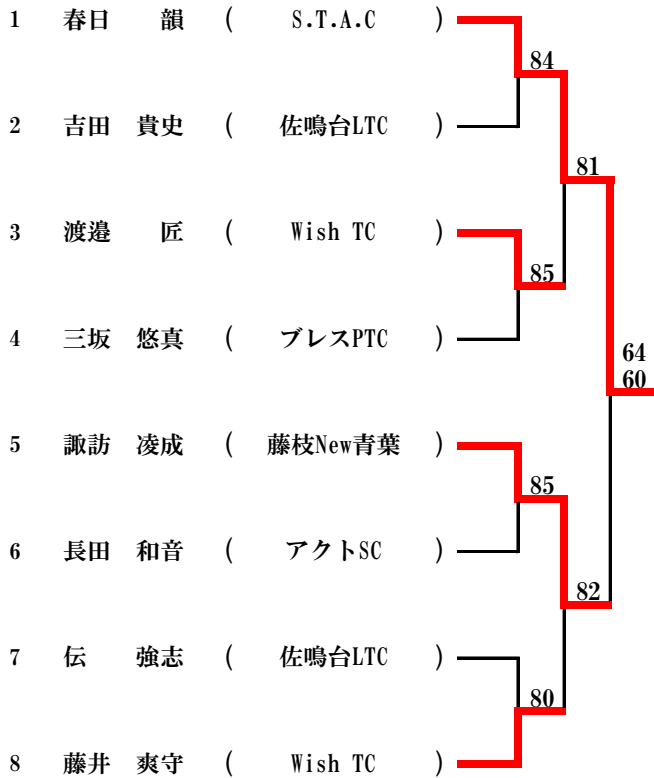 1 春日 韻 ( S.T.A.C )
84
2 吉田 貴史 ( 佐鳴台LTC )
81
3 渡邉 匠 ( Wish TC )
85
4 三坂 悠真 ( ブレスPTC )
64
60
5 諏訪 凌成 ( 藤枝New青葉 )
85
6 長田 和音 ( アクトSC )
82
7 伝 強志 ( 佐鳴台LTC )
80
8 藤井 爽守 ( Wish TC )